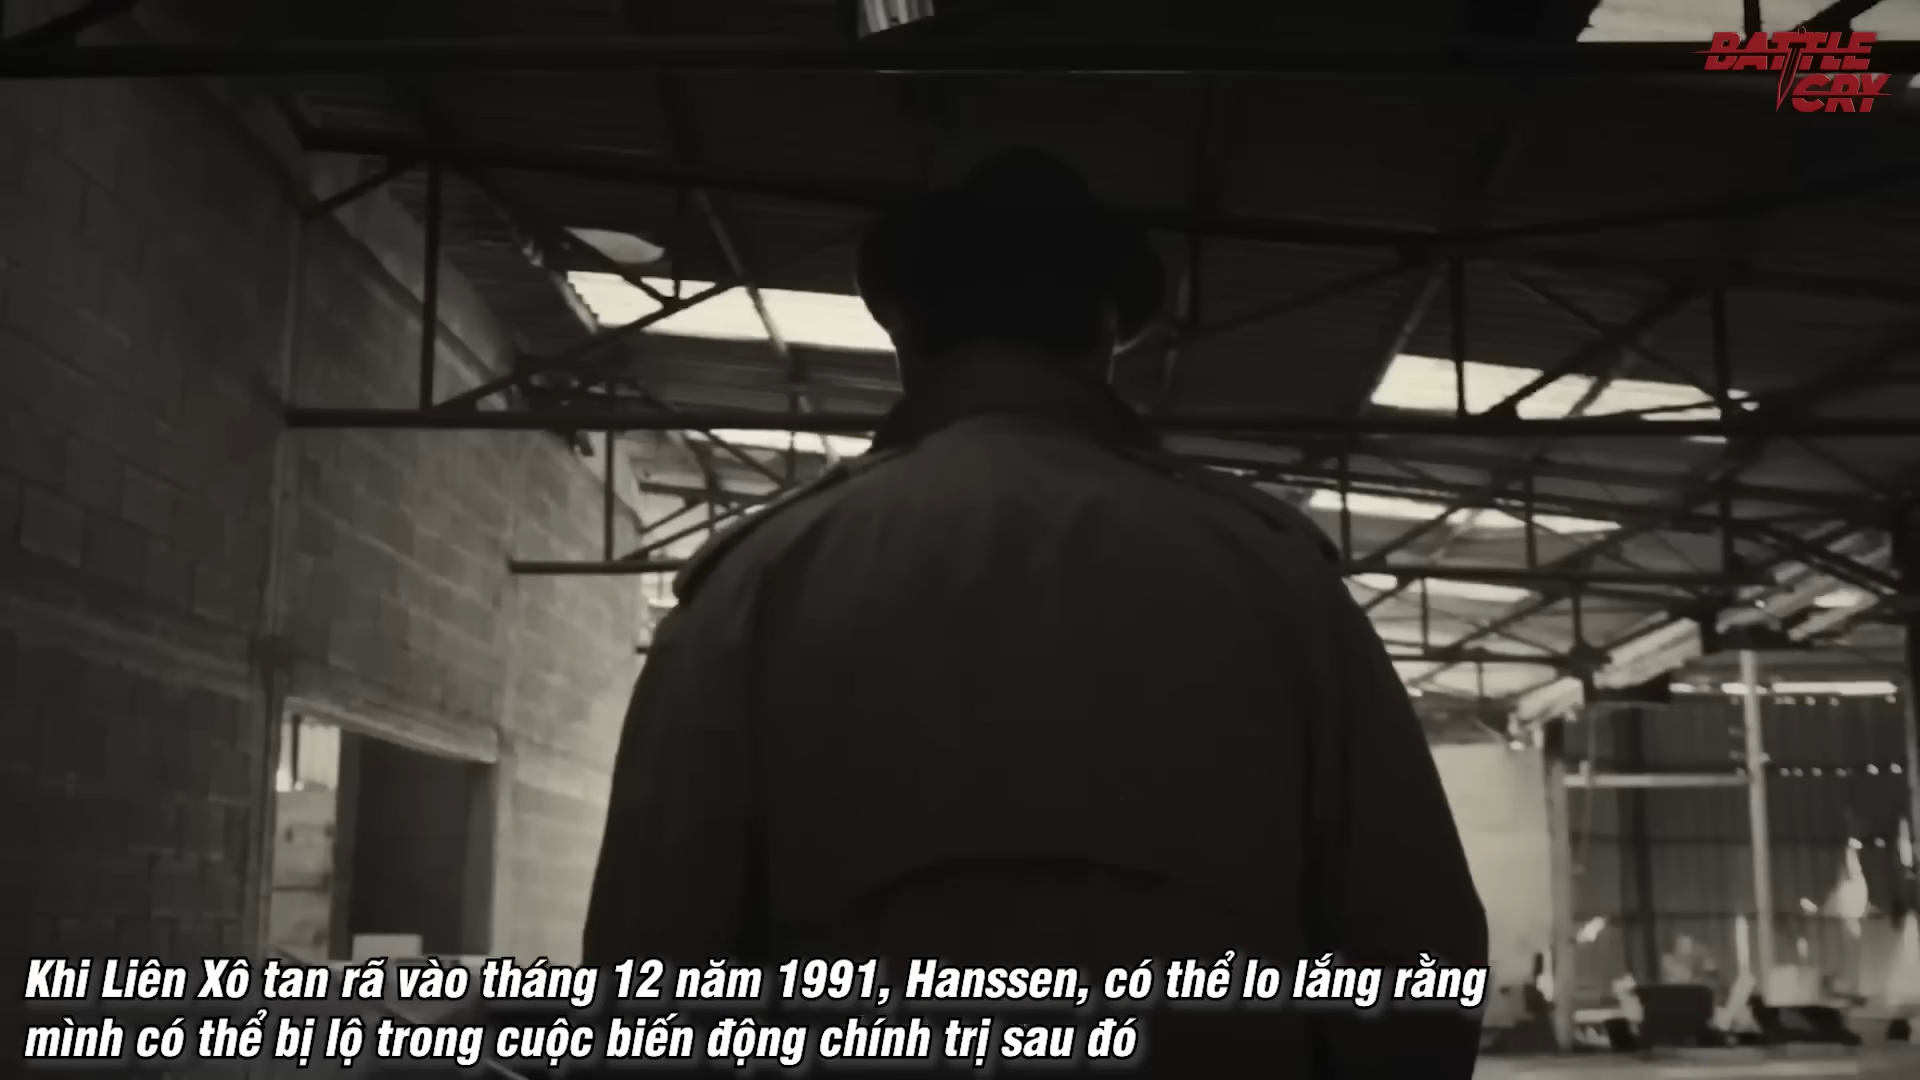 BATTLE
CRY
Khi Liên Xô tan rã vào tháng 12 năm 1991, Hanssen, có thể lo lắng rằng
mình có thể bị lộ trong cuộc biến động chính trị sau đó